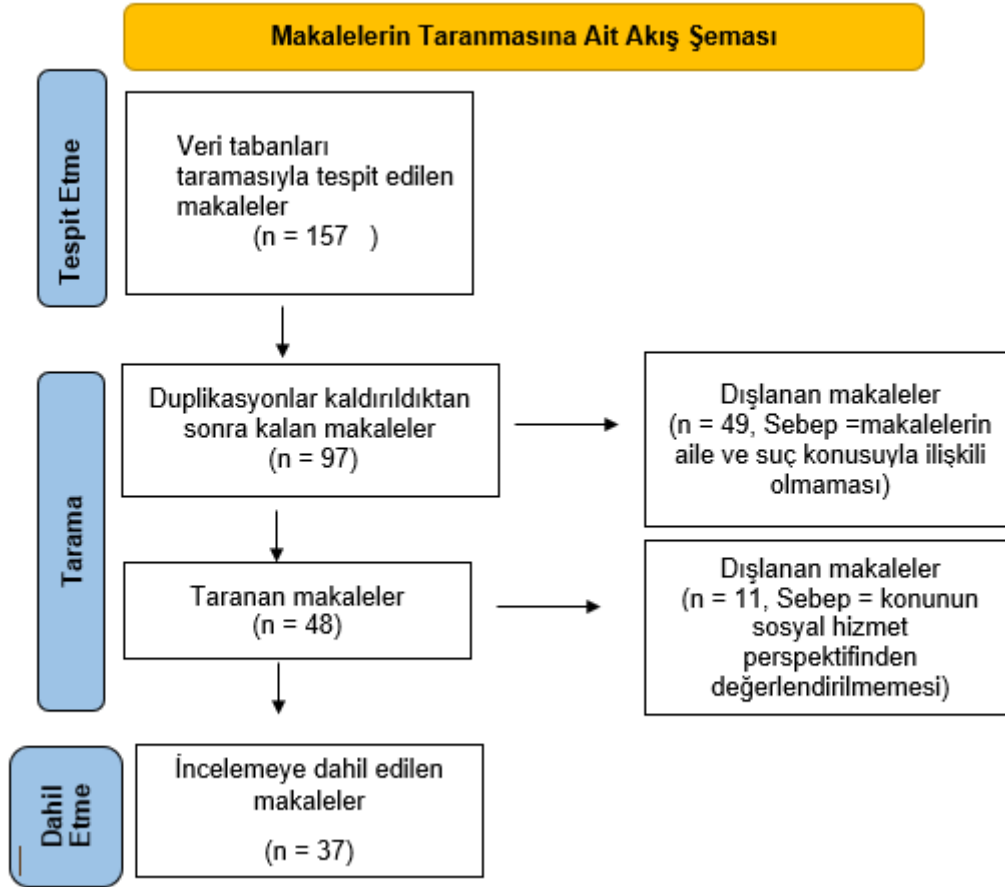 Makalelerin Taranmasına Ait Akış Şeması
Tespit Etme
Veri tabanları
taramasıyla tespit edilen
makaleler
(n = 157 )
Tarama
Duplikasyonlar kaldırıldıktan
sonra kalan makaleler
(n = 97)
Dışlanan makaleler
(n = 49, Sebep =makalelerin
aile ve suç konusuyla ilişkili
olmaması)
Taranan makaleler
(n = 48)
Dışlanan makaleler
(n = 11, Sebep = konunun
sosyal hizmet
perspektifinden
değerlendirilmemesi)
Dahil
Etme
İncelemeye dahil edilen
makaleler
(n = 37)